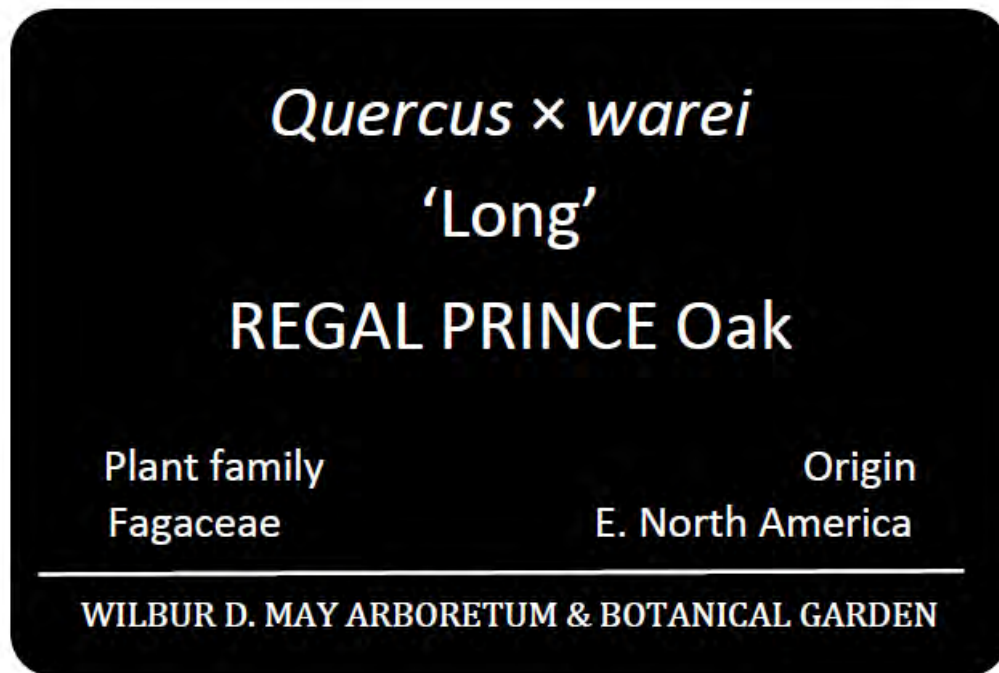 Quercus × warei
‘Long’
REGAL PRINCE Oak
Plant family
Fagaceae
Origin
E. North America
WILBUR D. MAY ARBORETUM & BOTANICAL GARDEN